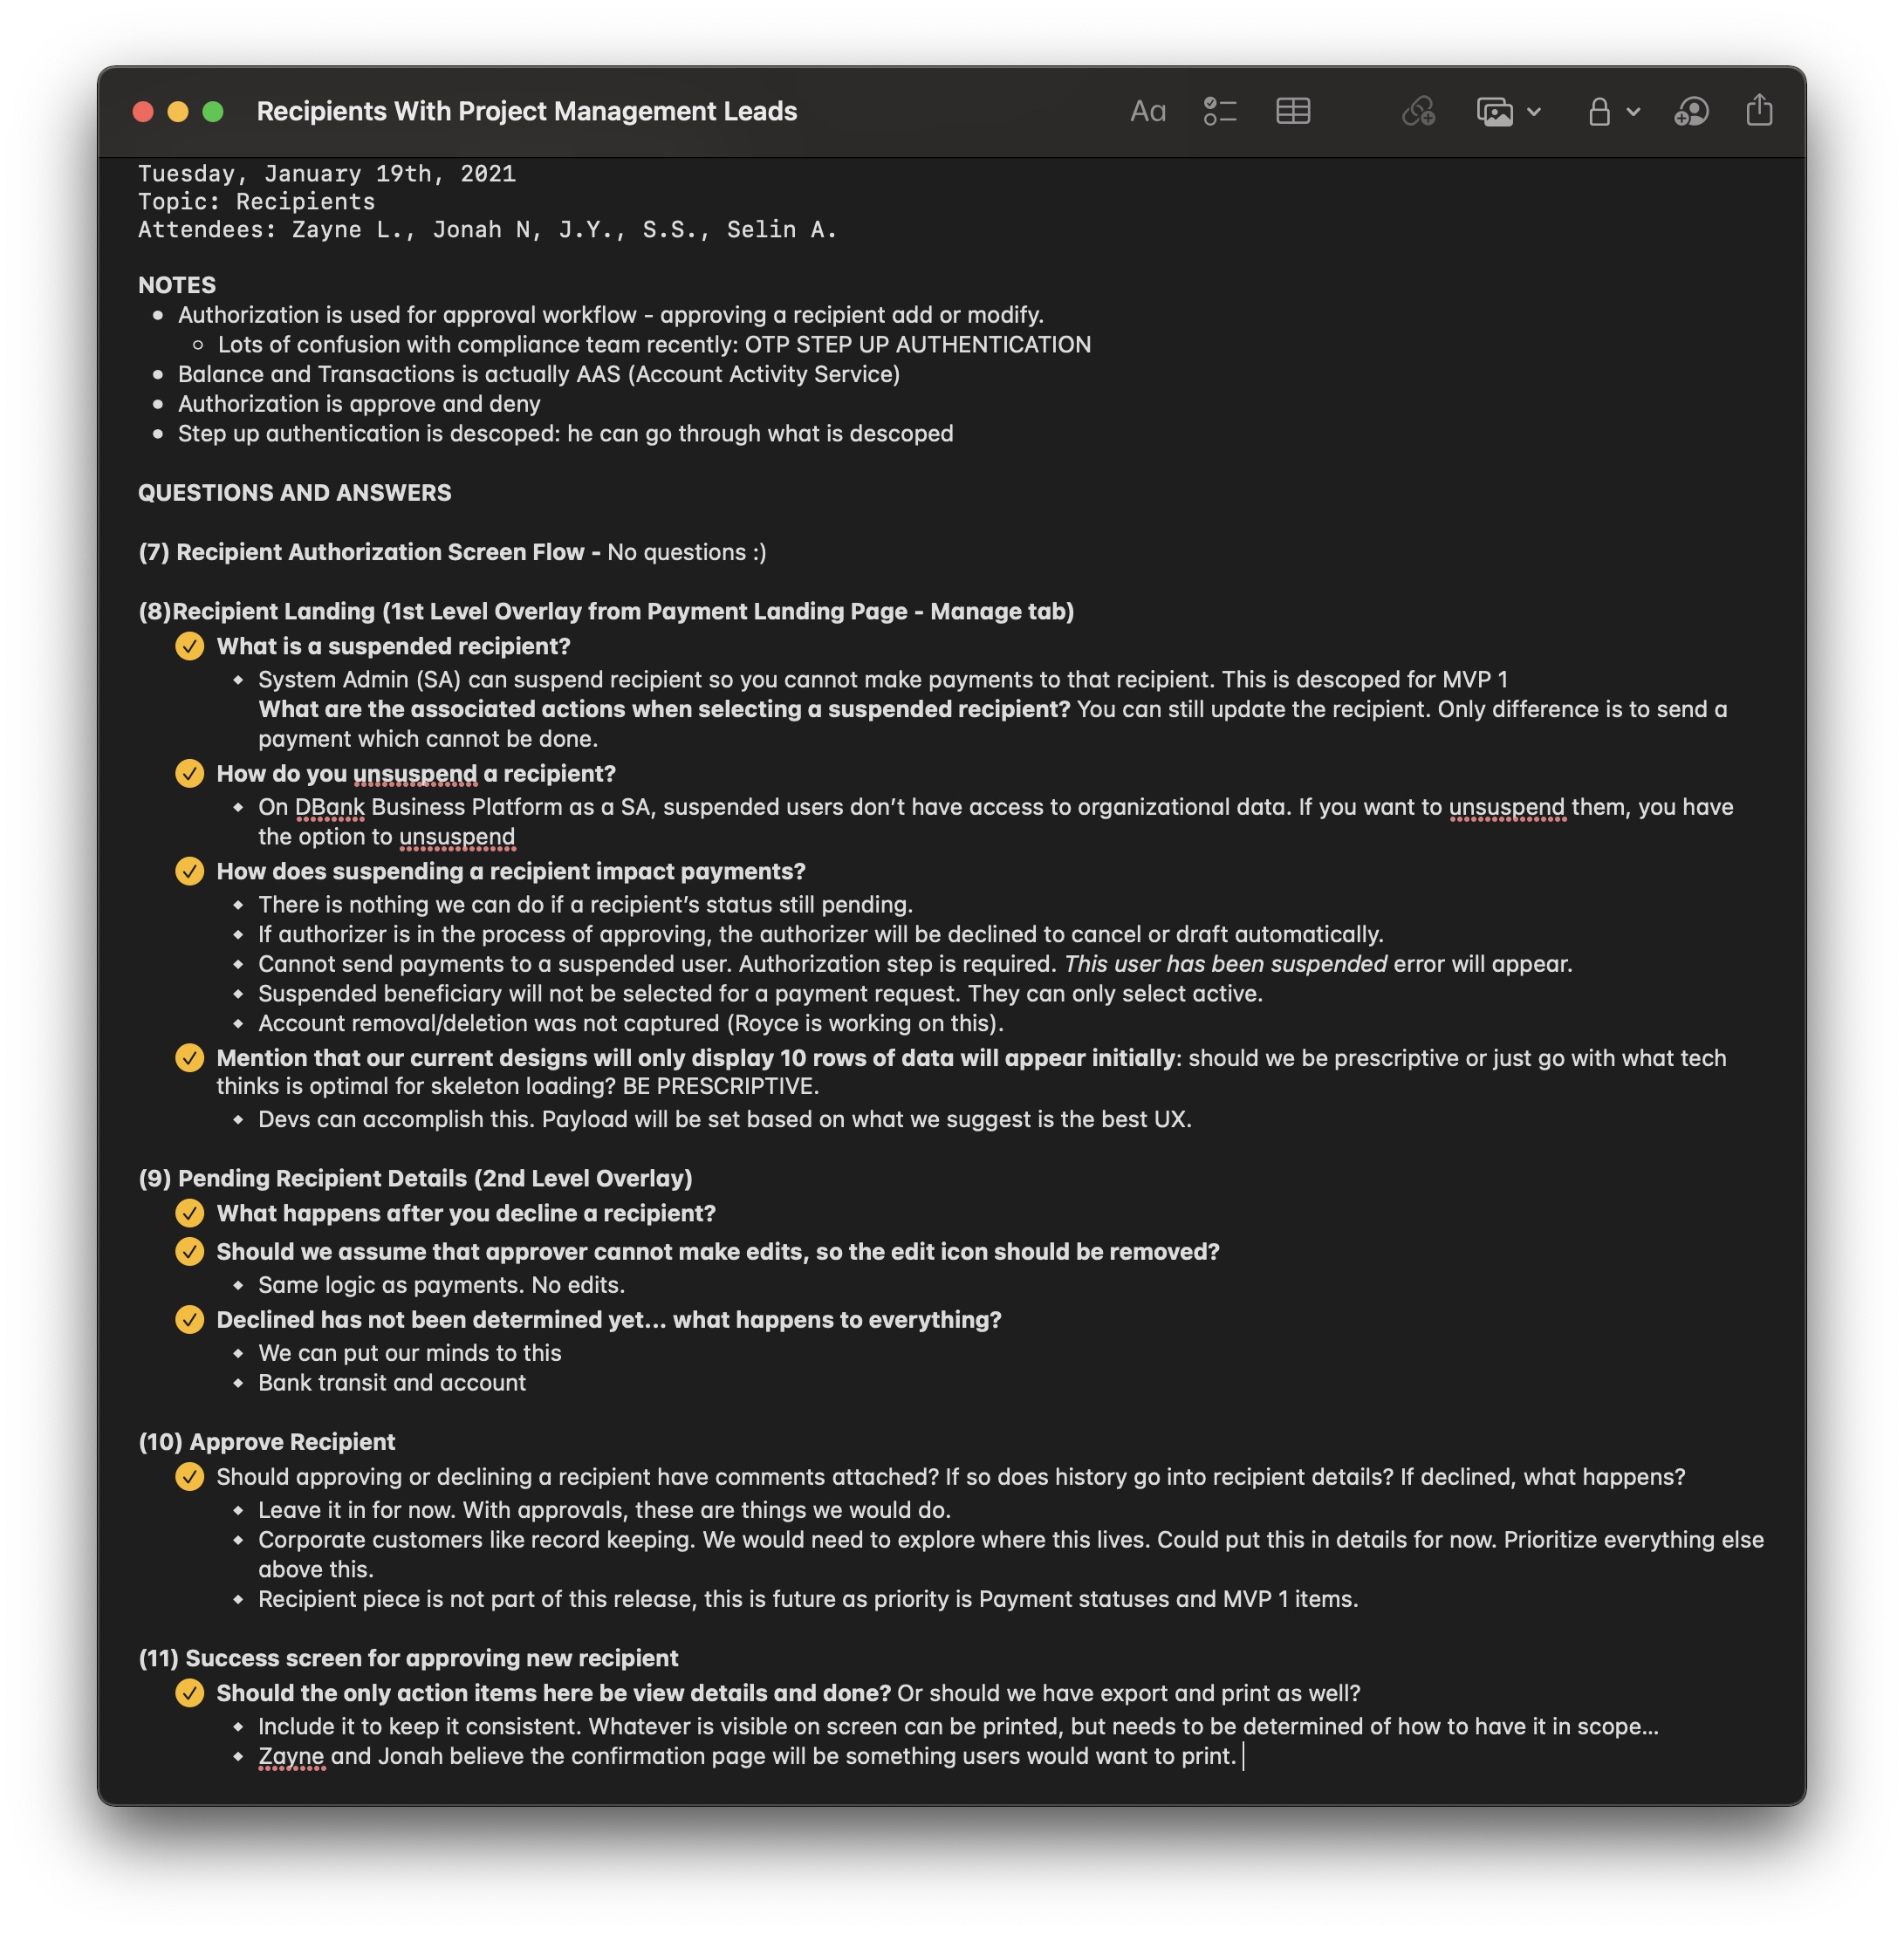 Recipients With Project Management Leads
Aa
Tuesday, January 19th, 2021
Topic: Recipients
Attendees: Zayne L., Jonah N, J.Y., S.S., Selin A.
NOTES
Authorization is used for approval workflow - approving a recipient add or modify.
Lots of confusion with compliance team recently: OTP STEP UP AUTHENTICATION
Balance and Transactions is actually AAS (Account Activity Service)
Authorization is approve and deny
Step up authentication is descoped: he can go through what is descoped
QUESTIONS AND ANSWERS
(7) Recipient Authorization Screen Flow - No questions :)
(8)Recipient Landing (1st Level Overlay from Payment Landing Page - Manage tab)
What is a suspended recipient?
System Admin (SA) can suspend recipient so you cannot make payments to that recipient. This is descoped for MVP 1
What are the associated actions when selecting a suspended recipient? You can still update the recipient. Only difference is to send a
payment which cannot be done.
How do you unsuspend a recipient?
On DBank Business Platform as a SA, suspended users don't have access to organizational data. If you want to unsuspend them, you have
the option to unsuspend
How does suspending a recipient impact payments?
There is nothing we can do if a recipient's status still pending.
If authorizer is in the process of approving, the authorizer will be declined to cancel or draft automatically.
Cannot send payments to a suspended user. Authorization step is required. This user has been suspended error will appear.
Suspended beneficiary will not be selected for a payment request. They can only select active.
Account removal/deletion was not captured (Royce is working on this).
Mention that our current designs will only display 10 rows of data will appear initially: should we be prescriptive or just go with what tech
thinks is optimal for skeleton loading? BE PRESCRIPTIVE.
Devs can accomplish this. Payload will be set based on what we suggest is the best UX.
(9) Pending Recipient Details (2nd Level Overlay)
What happens after you decline a recipient?
Should we assume that approver cannot make edits, so the edit icon should be removed?
Same logic as payments. No edits.
Declined has not been determined yet... what happens to everything?
We can put our minds to this
Bank transit and account
(10) Approve Recipient
Should approving or declining a recipient have comments attached? If so does history go into recipient details? If declined, what happens?
Leave it in for now. With approvals, these are things we would do.
Corporate customers like record keeping. We would need to explore where this lives. Could put this in details for now. Prioritize everything else
above this.
Recipient piece is not part of this release, this is future as priority is Payment statuses and MVP 1 items.
(11) Success screen for approving new recipient
Should the only action items here be view details and done? Or should we have export and print as well?
Include it to keep it consistent. Whatever is visible on screen can be printed, but needs to be determined of how to have it in scope...
Zayne and Jonah believe the confirmation page will be something users would want to print.